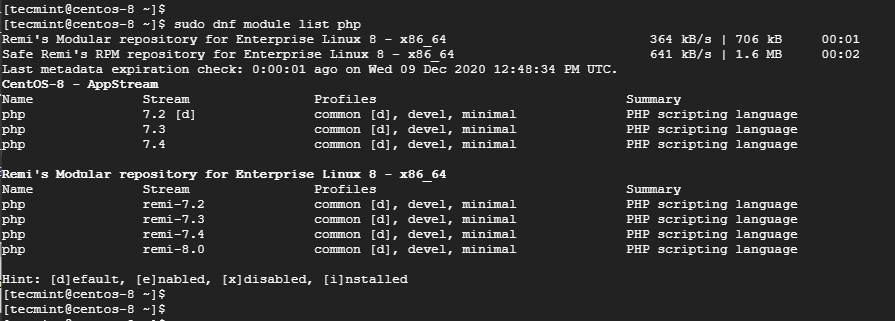 [tecmint@centos-8 ~]$
[tecmint@centos-8 ~]$ sudo dnf module list php
Remi's Modular repository for Enterprise Linux 8 - x86_64 364 kB/s | 706 kB 00:01
Safe Remi's RPM repository for Enterprise Linux 8 - x86_64 641 kB/s | 1.6 MB 00:02
Last metadata expiration check: 0:00:01 ago on Wed 09 Dec 2020 12:48:34 PM UTC.
CentOS-8 - AppStream
Name Stream Profiles Summary
php 7.2 [d] common [d], devel, minimal PHP scripting language
php 7.3 common [d], devel, minimal PHP scripting language
php 7.4 common [d], devel, minimal PHP scripting language
Remi's Modular repository for Enterprise Linux 8 - x86_64
Name Stream Profiles Summary
php remi-7.2 common [d], devel, minimal PHP scripting language
php remi-7.3 common [d], devel, minimal PHP scripting language
php remi-7.4 common [d], devel, minimal PHP scripting language
php remi-8.0 common [d], devel, minimal PHP scripting language
Hint: [d]efault, [e]nabled, [x]disabled, [i]nstalled
[tecmint@centos-8 ~]$
[tecmint@centos-8 ~]$